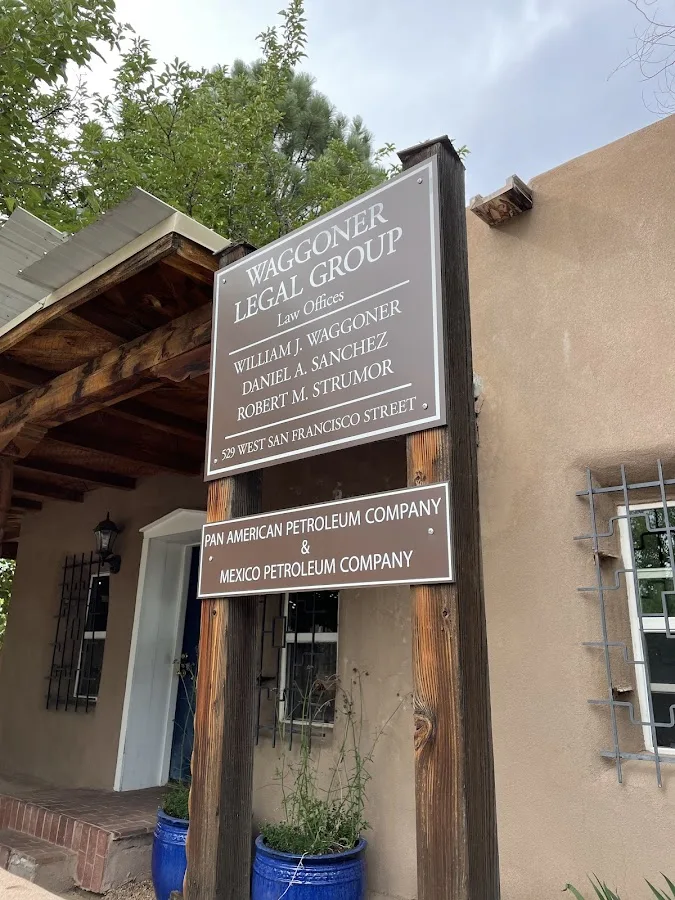 WAGGONER
LEGAL GROUP
Law Offices
WILLIAM J. WAGGONER
DANIEL A. SANCHEZ
ROBERT M. STRUMOR
529 WEST SAN FRANCISCO STREET
PAN AMERICAN PETROLEUM COMPANY
&
MEXICO PETROLEUM COMPANY